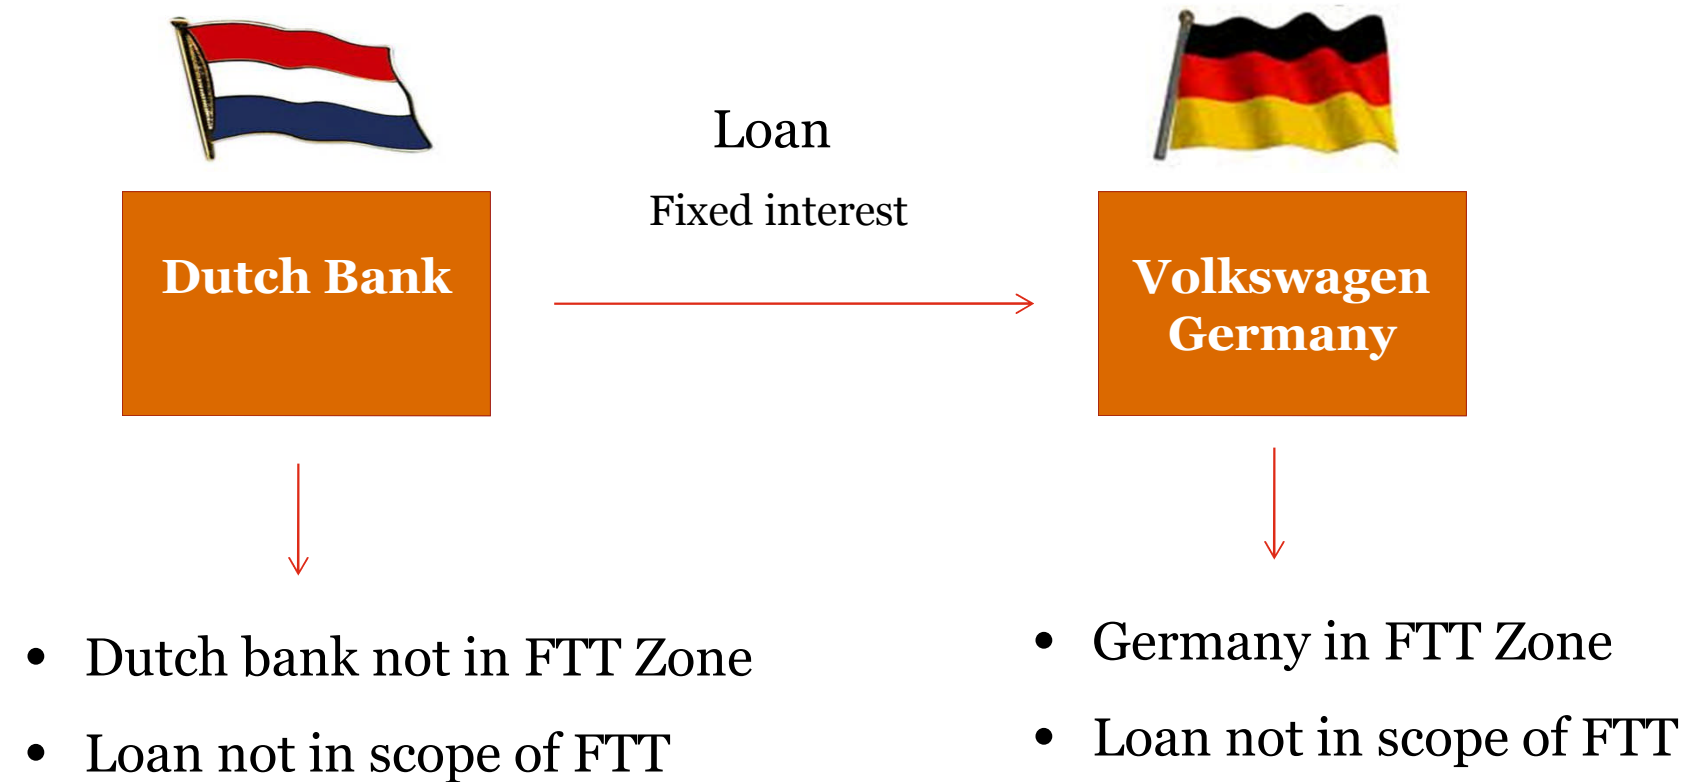 Loan
Fixed interest
Dutch Bank
Volkswagen
Germany
• Dutch bank not in FTT Zone
• Loan not in scope of FTT
• Germany in FTT Zone
• Loan not in scope of FTT